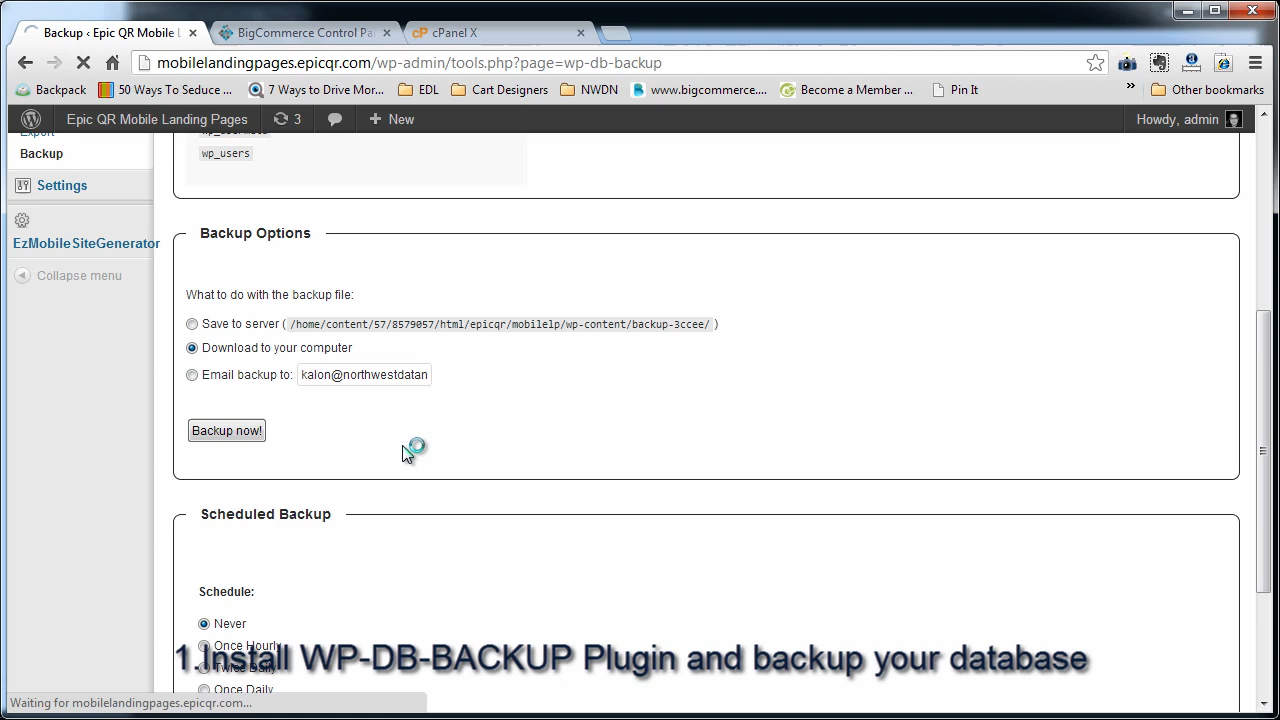 Backup ‹ Epic QR Mobile L
BigCommerce Control Pa
cPanel X
mobilelandingpages.epicqr.com/wp-admin/tools.php?page=wp-db-backup
Backpack
50 Ways To Seduce ...
7 Ways to Drive Mor...
EDL
Cart Designers
NWDN
www.bigcommerce....
Become a Member ...
Pin It
»
Other bookmarks
Epic QR Mobile Landing Pages
3
+ New
Howdy, admin
Export
Backup
Settings
EzMobileSiteGenerator
Collapse menu
wp_users
Backup Options
What to do with the backup file:
Save to server ( /home/content/57/8579057/html/epicqr/mobilelp/wp-content/backup-3ccee/ )
Download to your computer
Email backup to: kalon@northwestdatan
Backup now!
Scheduled Backup
Schedule:
Never
Once Hourly
Twice Daily
Once Daily
1.Install WP-DB-BACKUP Plugin and backup your database
Waiting for mobilelandingpages.epicqr.com...